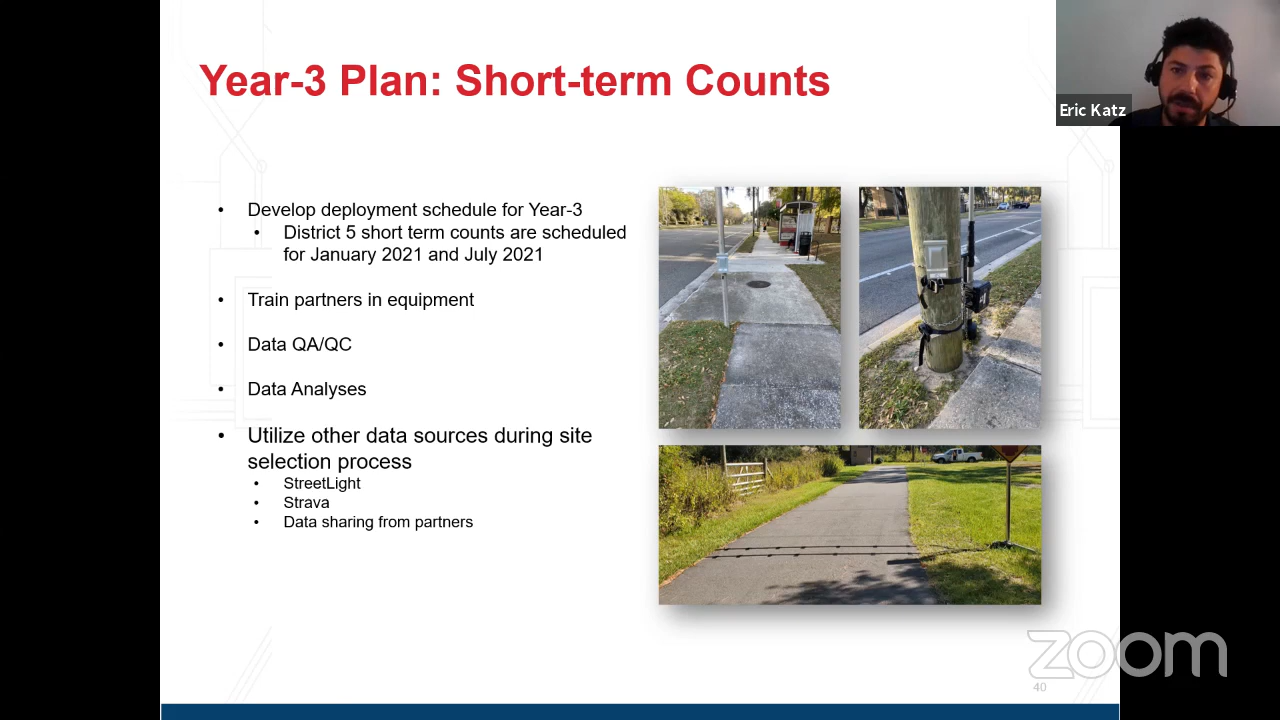 Year-3 Plan: Short-term Counts
Eric Katz
• Develop deployment schedule for Year-3
• District 5 short term counts are scheduled
for January 2021 and July 2021
• Train partners in equipment
• Data QA/QC
• Data Analyses
• Utilize other data sources during site
selection process
• StreetLight
• Strava
• Data sharing from partners
zoom
40